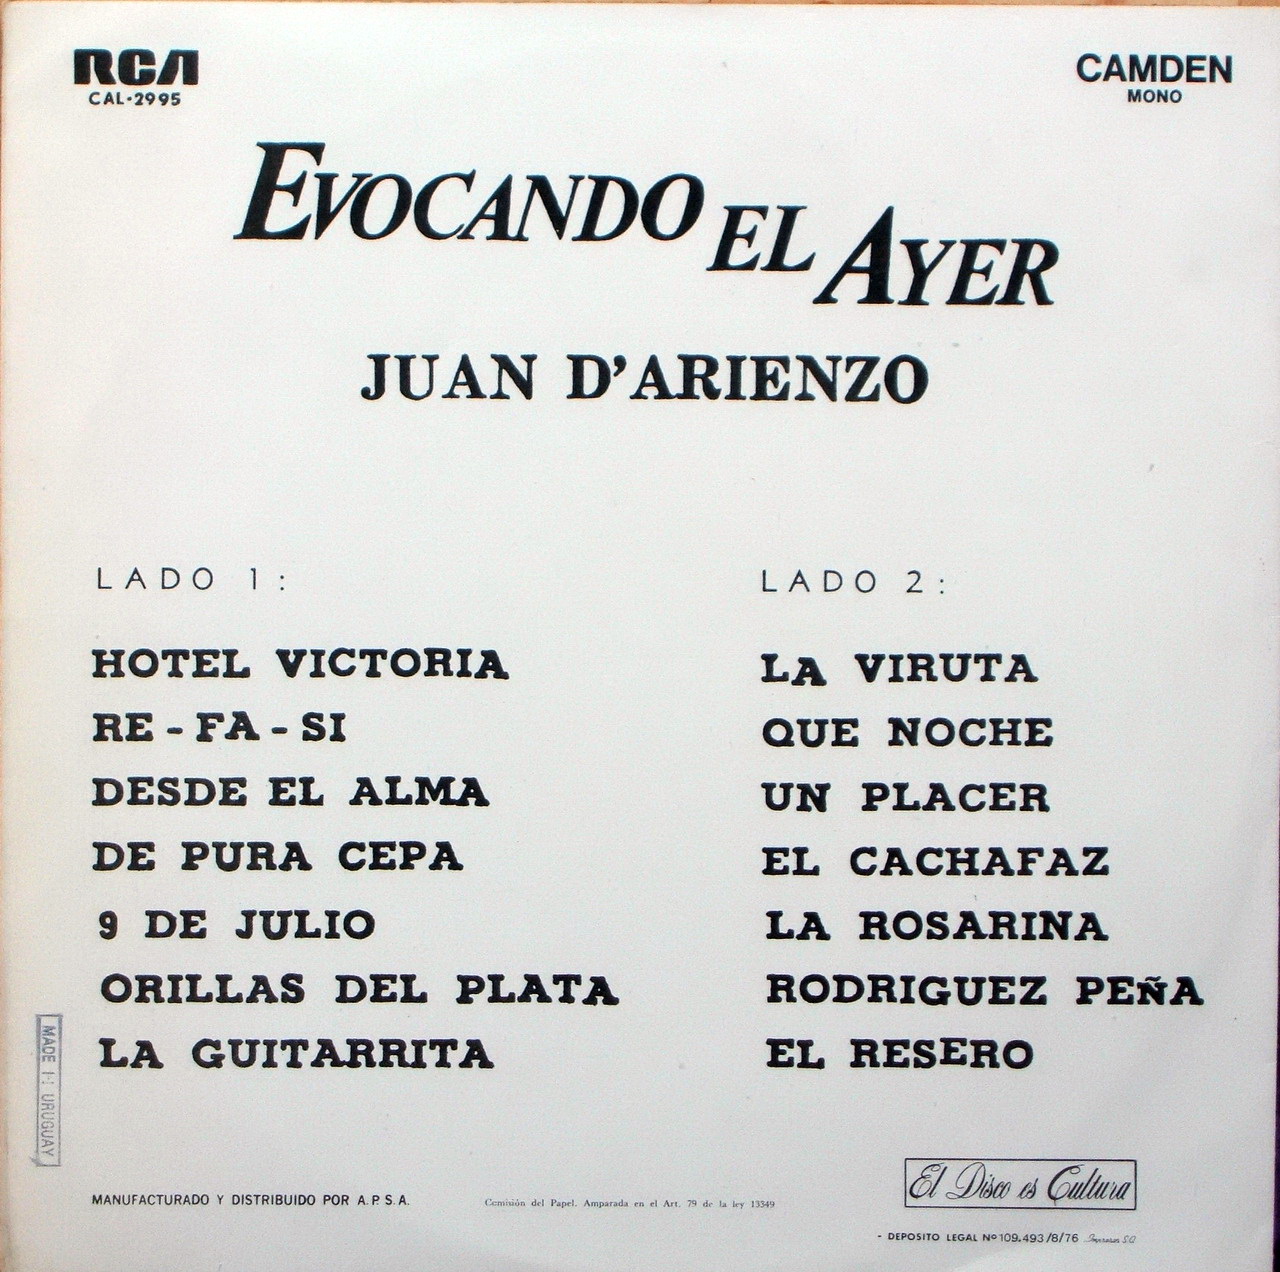 RCA
CAL-2995
CAMDEN
MONO
EVOCANDO EL AYER
JUAN D'ARIENZO
LADO 1:
HOTEL VICTORIA
RE - FA - SI
DESDE EL ALMA
DE PURA CEPA
9 DE JULIO
ORILLAS DEL PLATA
LA GUITARRITA
LADO 2:
LA VIRUTA
QUE NOCHE
UN PLACER
EL CACHAFAZ
LA ROSARINA
RODRIGUEZ PEÑA
EL RESERO
MADE URUGUAY
MANUFACTURADO Y DISTRIBUIDO POR A.P.S.A.
Comisión del Papel. Amparada en el Art. 79 de la ley 13349
El Disco es Cultura
- DEPOSITO LEGAL Nº 109.493/8/76